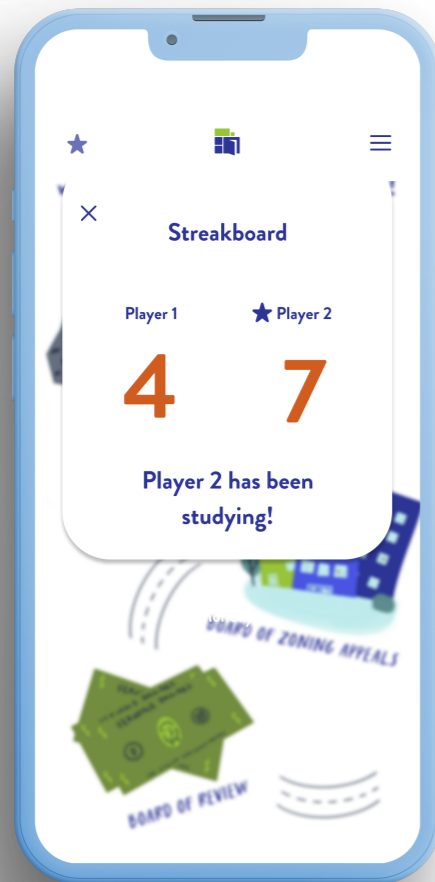 Streakboard
Player 1
Player 2
4
7
Player 2 has been
studying!
BOARD OF ZONING APPEALS
BOARD OF REVIEW